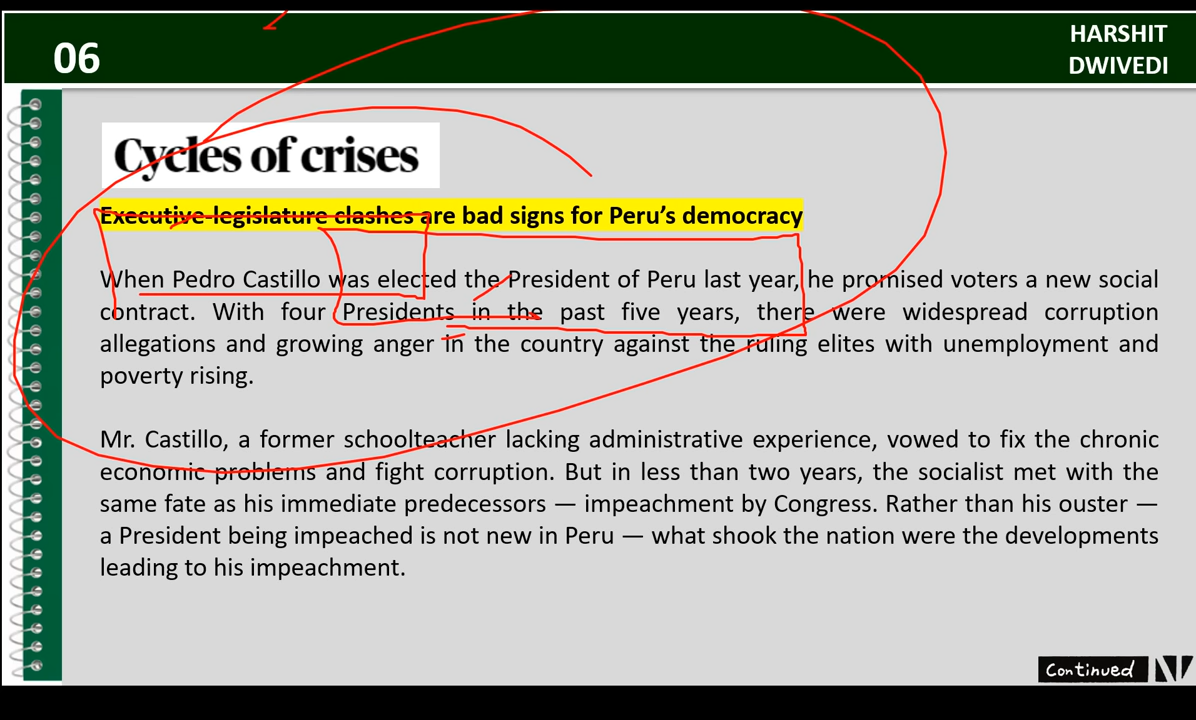 06
HARSHIT
DWIVEDI
Cycles of crises
Executive-legislature clashes are bad signs for Peru's democracy
When Pedro Castillo was elected the President of Peru last year, he promised voters a new social
contract. With four Presidents in the past five years, there were widespread corruption
allegations and growing anger in the country against the ruling elites with unemployment and
poverty rising.
Mr. Castillo, a former schoolteacher lacking administrative experience, vowed to fix the chronic
economic problems and fight corruption. But in less than two years, the socialist met with the
same fate as his immediate predecessors — impeachment by Congress. Rather than his ouster —
a President being impeached is not new in Peru — what shook the nation were the developments
leading to his impeachment.
Continued